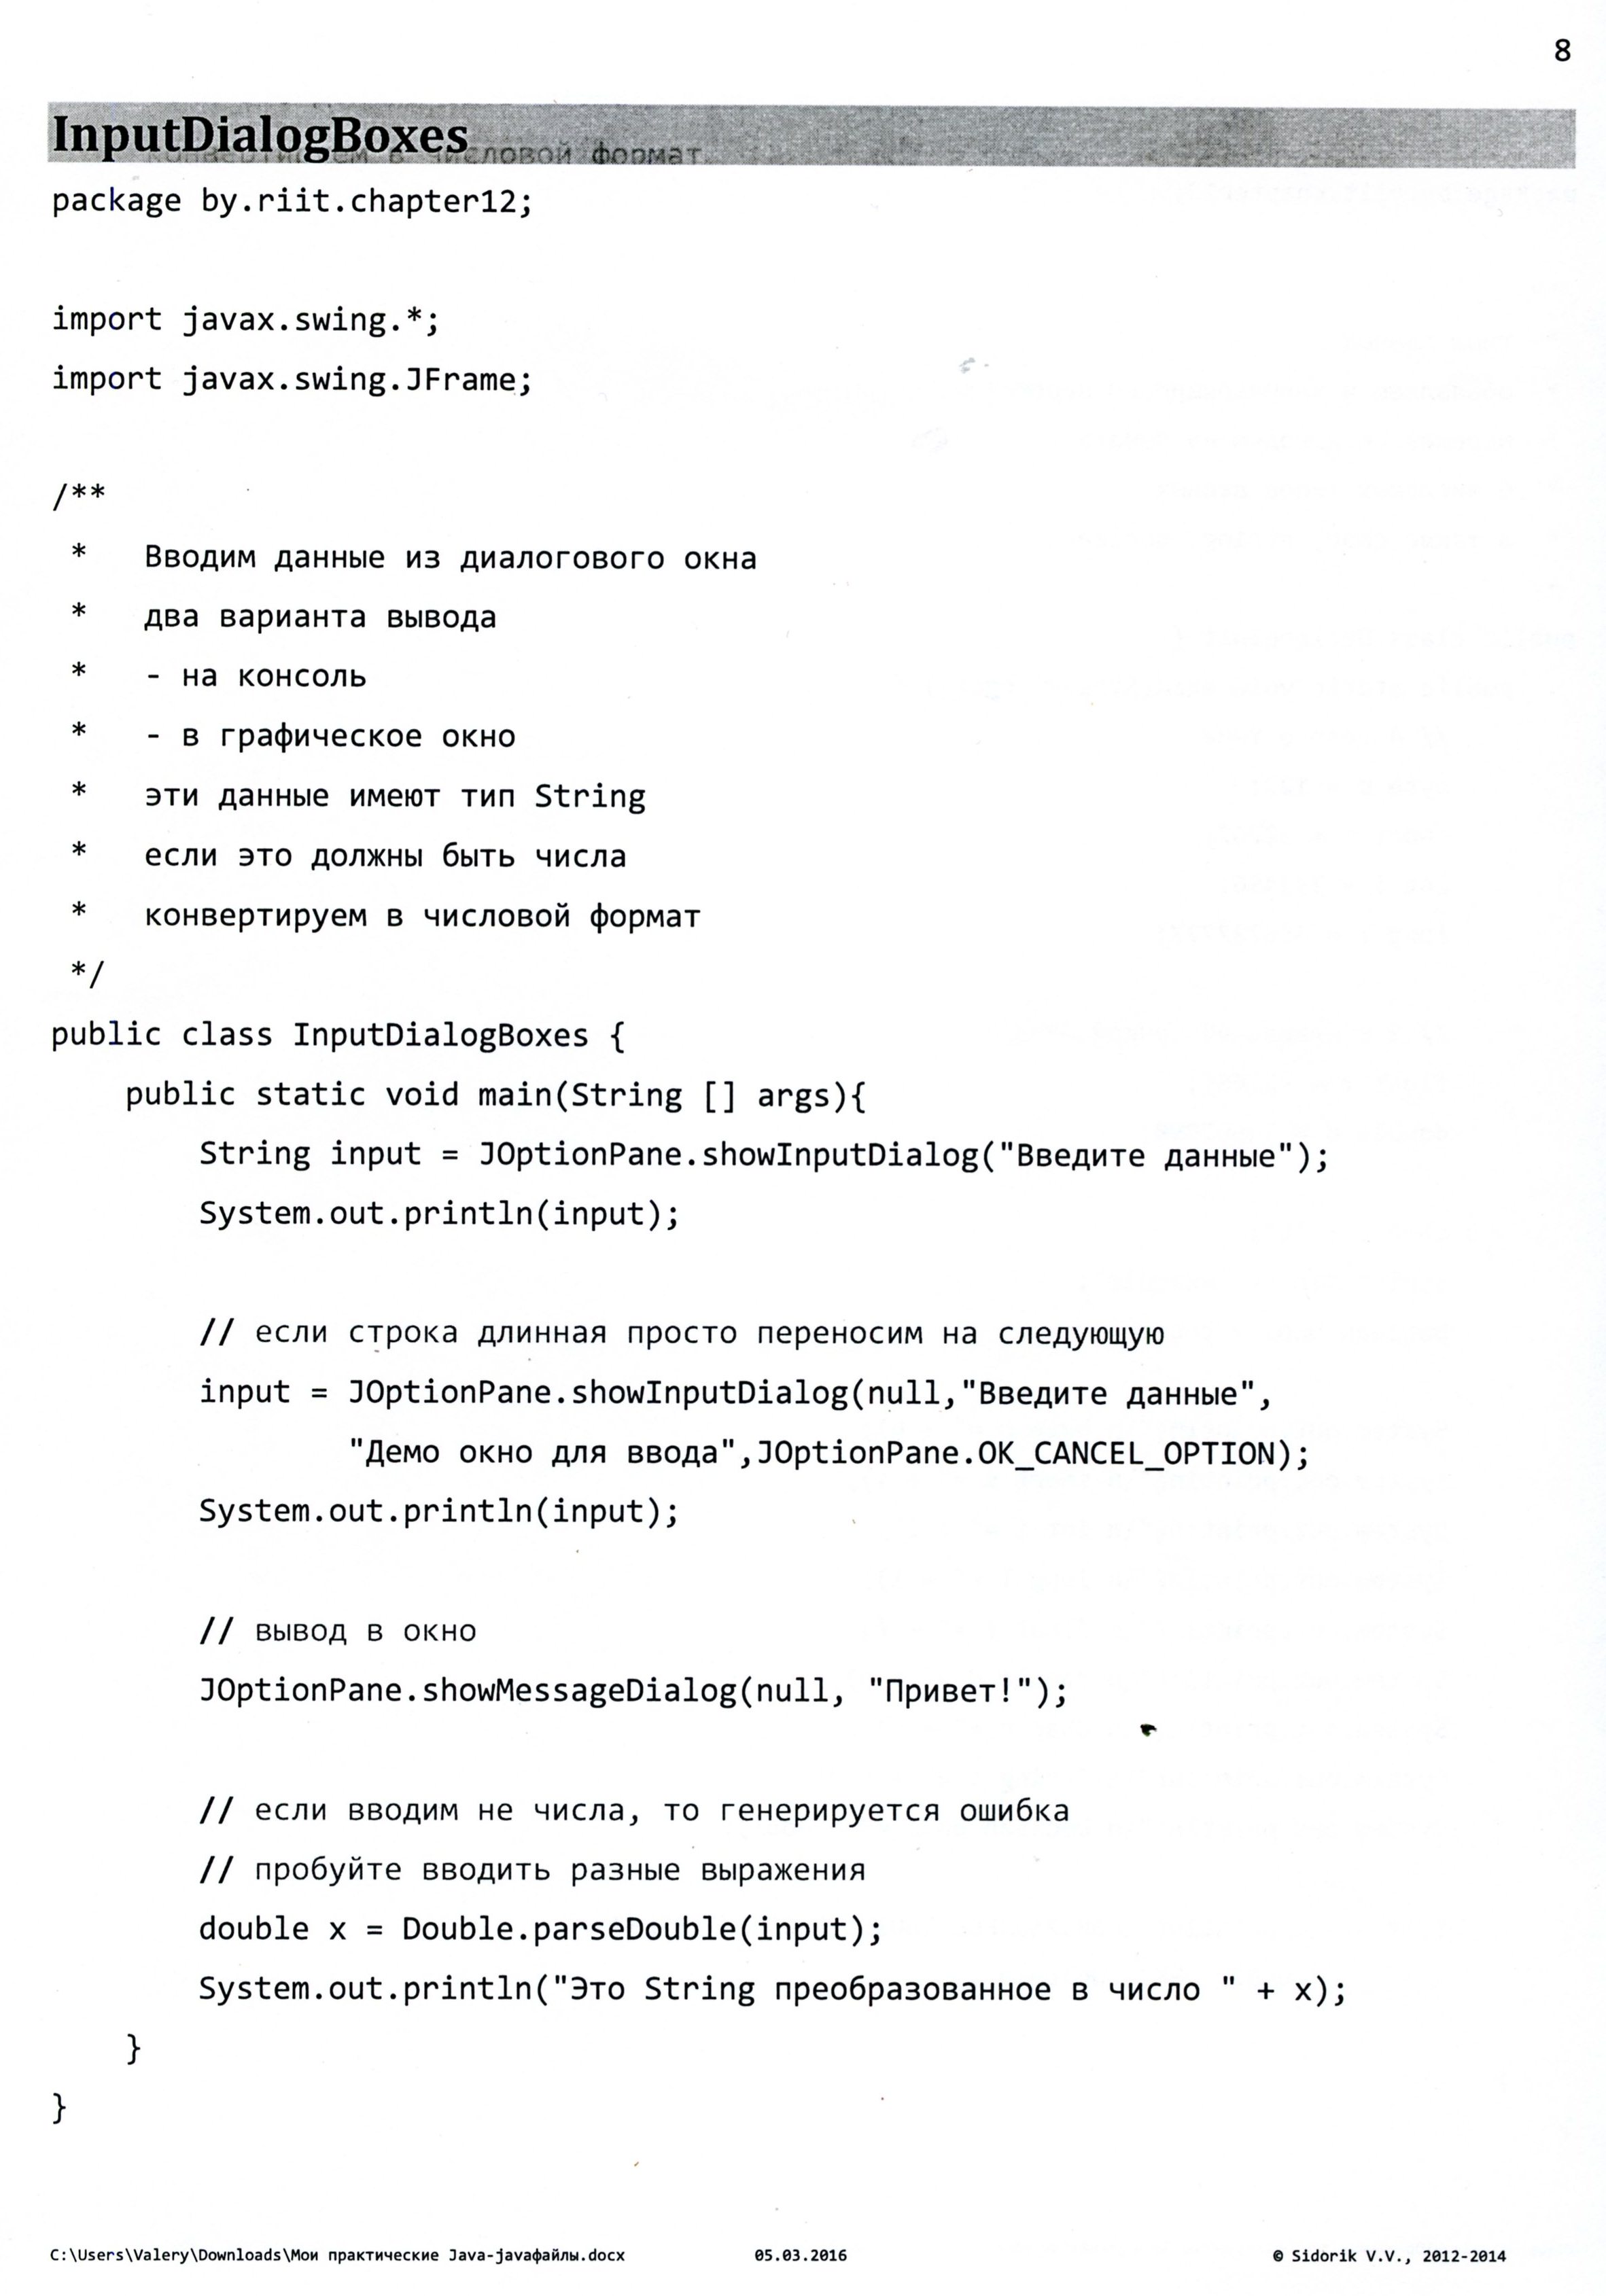 8
InputDialogBoxes
package by.riit.chapter12;
import javax.swing.*;
import javax.swing.JFrame;
/**
 *   Вводим данные из диалогового окна
 *   два варианта вывода
 *   - на консоль
 *   - в графическое окно
 *   эти данные имеют тип String
 *   если это должны быть числа
 *   конвертируем в числовой формат
 */
public class InputDialogBoxes {
    public static void main(String [] args){
        String input = JOptionPane.showInputDialog("Введите данные");
        System.out.println(input);
        // если строка длинная просто переносим на следующую
        input = JOptionPane.showInputDialog(null,"Введите данные",
                "Демо окно для ввода",JOptionPane.OK_CANCEL_OPTION);
        System.out.println(input);
        // вывод в окно
        JOptionPane.showMessageDialog(null, "Привет!");
        // если вводим не числа, то генерируется ошибка
        // пробуйте вводить разные выражения
        double x = Double.parseDouble(input);
        System.out.println("Это String преобразованное в число " + x);
    }
}
C:\Users\Valery\Downloads\Мои практические Java-javaфайлы.docx 05.03.2016 © Sidorik V.V., 2012-2014